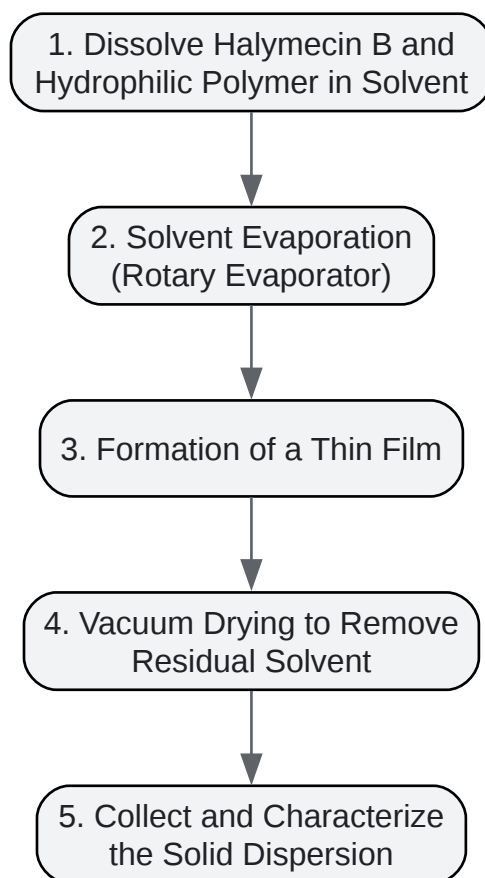 1. Dissolve Halymecin B and
Hydrophilic Polymer in Solvent
2. Solvent Evaporation
(Rotary Evaporator)
3. Formation of a Thin Film
4. Vacuum Drying to Remove
Residual Solvent
5. Collect and Characterize
the Solid Dispersion